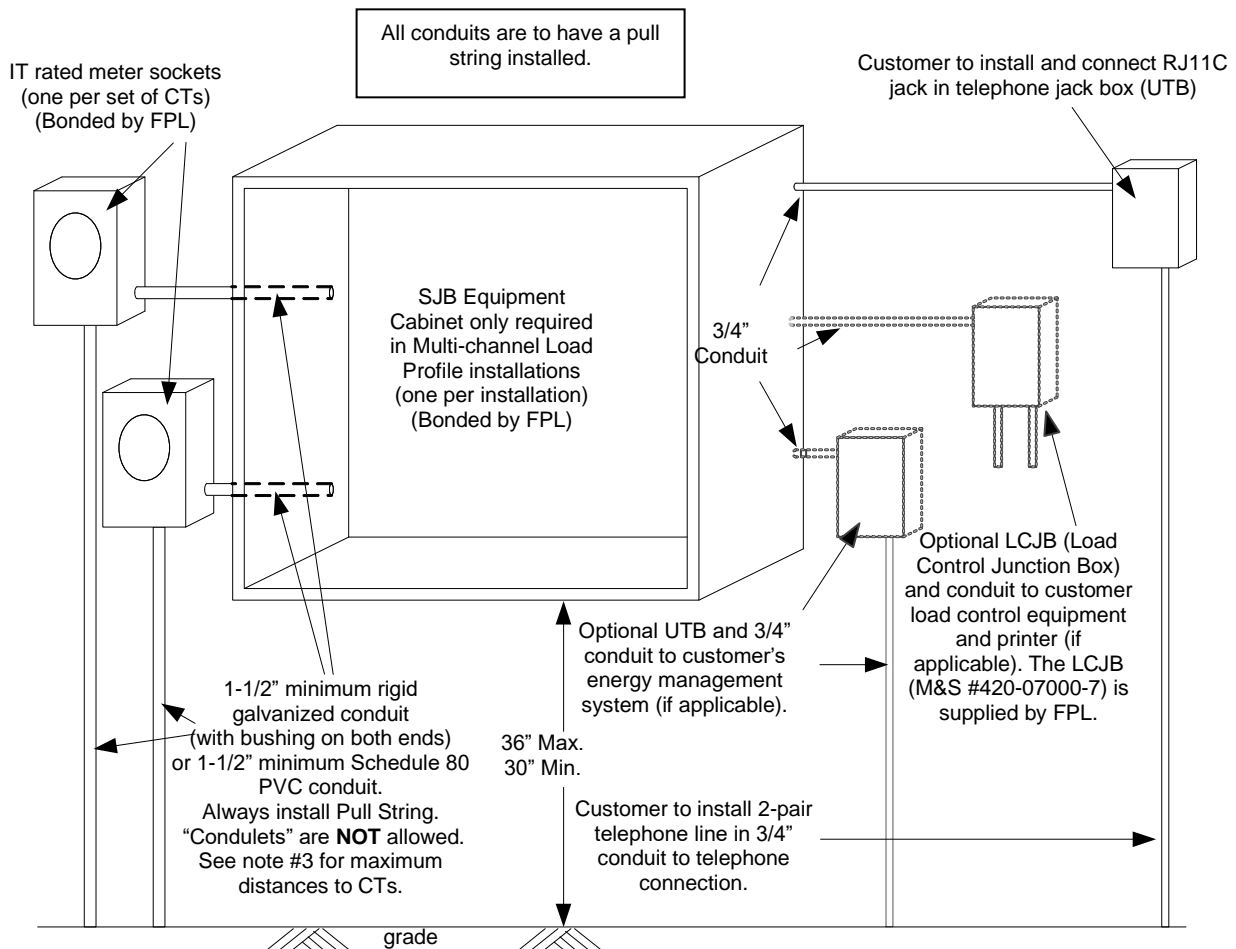 All conduits are to have a pull
string installed.
IT rated meter sockets
(one per set of CTs)
(Bonded by FPL)
Customer to install and connect RJ11C
jack in telephone jack box (UTB)
SJB Equipment
Cabinet only required
in Multi-channel Load
Profile installations
(one per installation)
(Bonded by FPL)
3/4”
Conduit
Optional LCJB (Load
Control Junction Box)
and conduit to customer
load control equipment
and printer (if
applicable). The LCJB
(M&S #420-07000-7) is
supplied by FPL.
Optional UTB and 3/4”
conduit to customer’s
energy management
system (if applicable).
1-1/2” minimum rigid
galvanized conduit
(with bushing on both ends)
or 1-1/2” minimum Schedule 80
PVC conduit.
Always install Pull String.
“Condulets” are NOT allowed.
See note #3 for maximum
distances to CTs.
36” Max.
30” Min.
Customer to install 2-pair
telephone line in 3/4”
conduit to telephone
connection.
grade